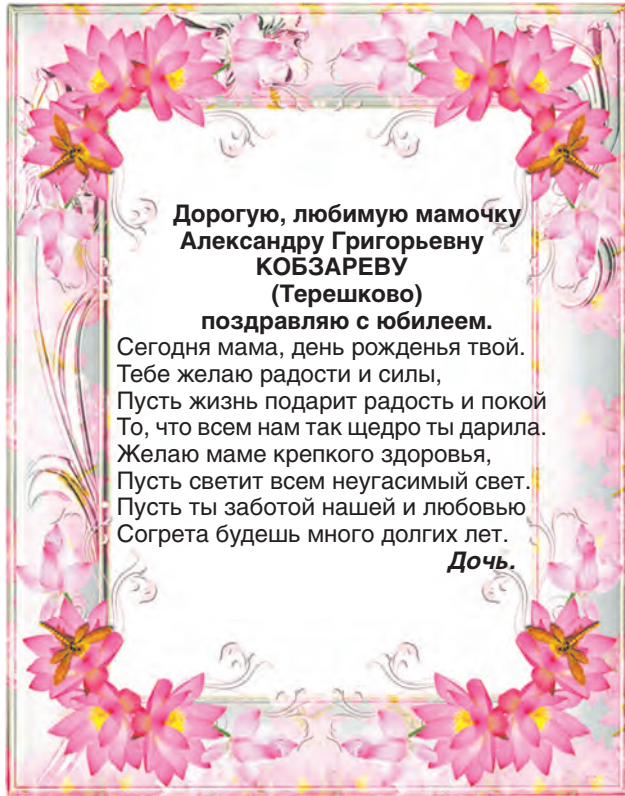 Дорогую, любимую мамочку
Александру Григорьевну
КОБЗАРЕВУ
(Терешково)
поздравляю с юбилеем.
Сегодня мама, день рожденья твой.
Тебе желаю радости и силы,
Пусть жизнь подарит радость и покой
То, что всем нам так щедро ты дарила.
Желаю маме крепкого здоровья,
Пусть светит всем неугасимый свет.
Пусть ты заботой нашей и любовью
Согрета будешь много долгих лет.
Дочь.